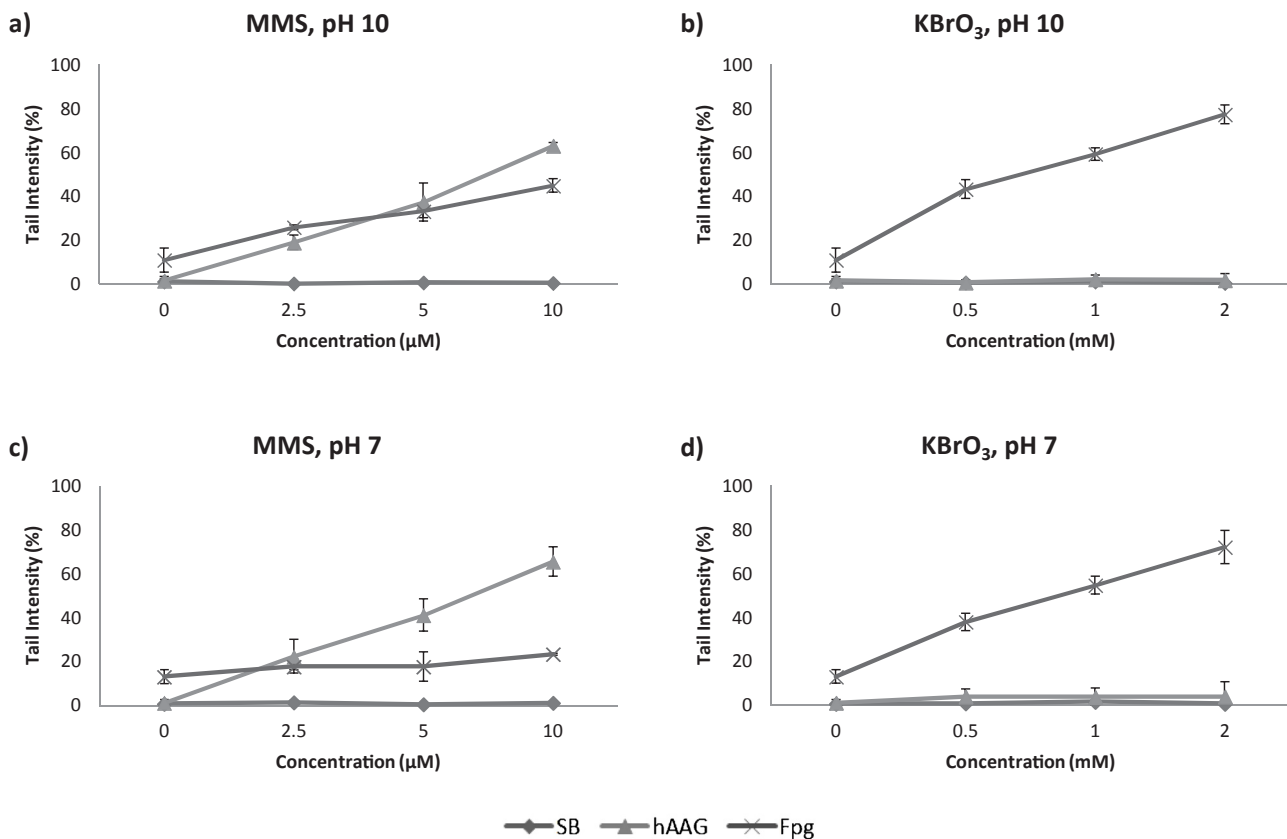 a)
MMS, pH 10
Tail Intensity (%)
100
80
60
40
20
0
0 2.5 5 10
Concentration (µM)
b)
KBrO₃, pH 10
Tail Intensity (%)
100
80
60
40
20
0
0 0.5 1 2
Concentration (mM)
c)
MMS, pH 7
Tail Intensity (%)
100
80
60
40
20
0
0 2.5 5 10
Concentration (µM)
d)
KBrO₃, pH 7
Tail Intensity (%)
100
80
60
40
20
0
0 0.5 1 2
Concentration (mM)
SB hAAG Fpg